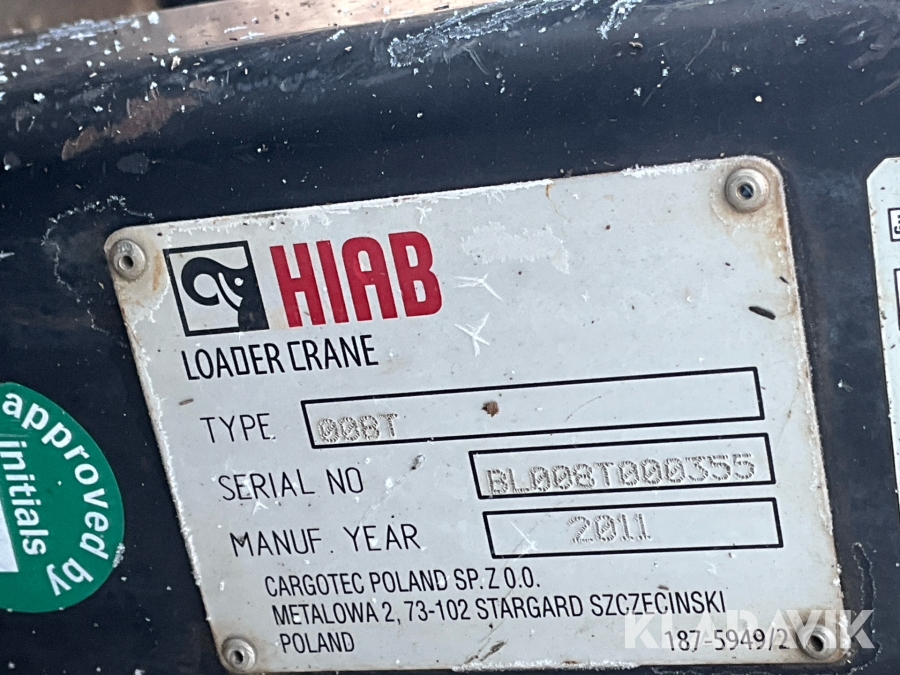 HIAB
LOADER CRANE
TYPE 008T
SERIAL NO BL008T000355
MANUF. YEAR 2011
CARGOTEC POLAND SP. Z O.O.
METALOWA 2, 73-102 STARGARD SZCZECINSKI
POLAND 187-5949/2
approved by
initials
KLARAVIK